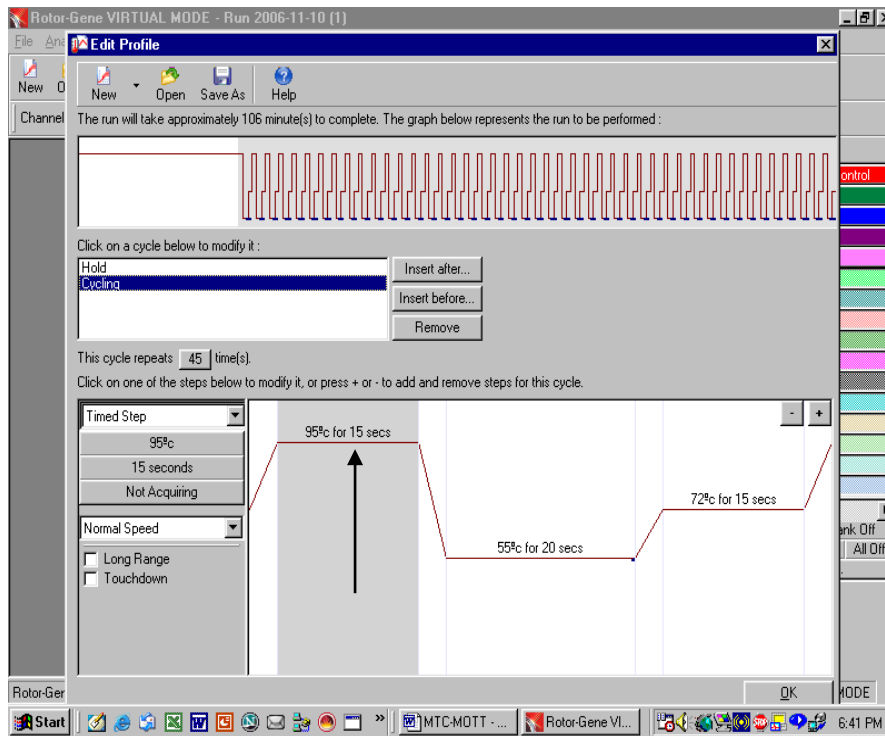 Rotor-Gene VIRTUAL MODE - Run 2006-11-10 (1)
File Ana
Edit Profile
New
New Open Save As Help
Channel
The run will take approximately 106 minute(s) to complete. The graph below represents the run to be performed :
ontrol
Click on a cycle below to modify it :
Hold
Cycling
Insert after...
Insert before...
Remove
This cycle repeats 45 time(s).
Click on one of the steps below to modify it, or press + or - to add and remove steps for this cycle.
Timed Step
95ºc
15 seconds
Not Acquiring
Normal Speed
Long Range
Touchdown
- +
95ºc for 15 secs
55ºc for 20 secs
72ºc for 15 secs
ank Off
All Off
OK
Rotor-Ger
MODE
Start
MTC-MOTT - ...
Rotor-Gene VI...
6:41 PM